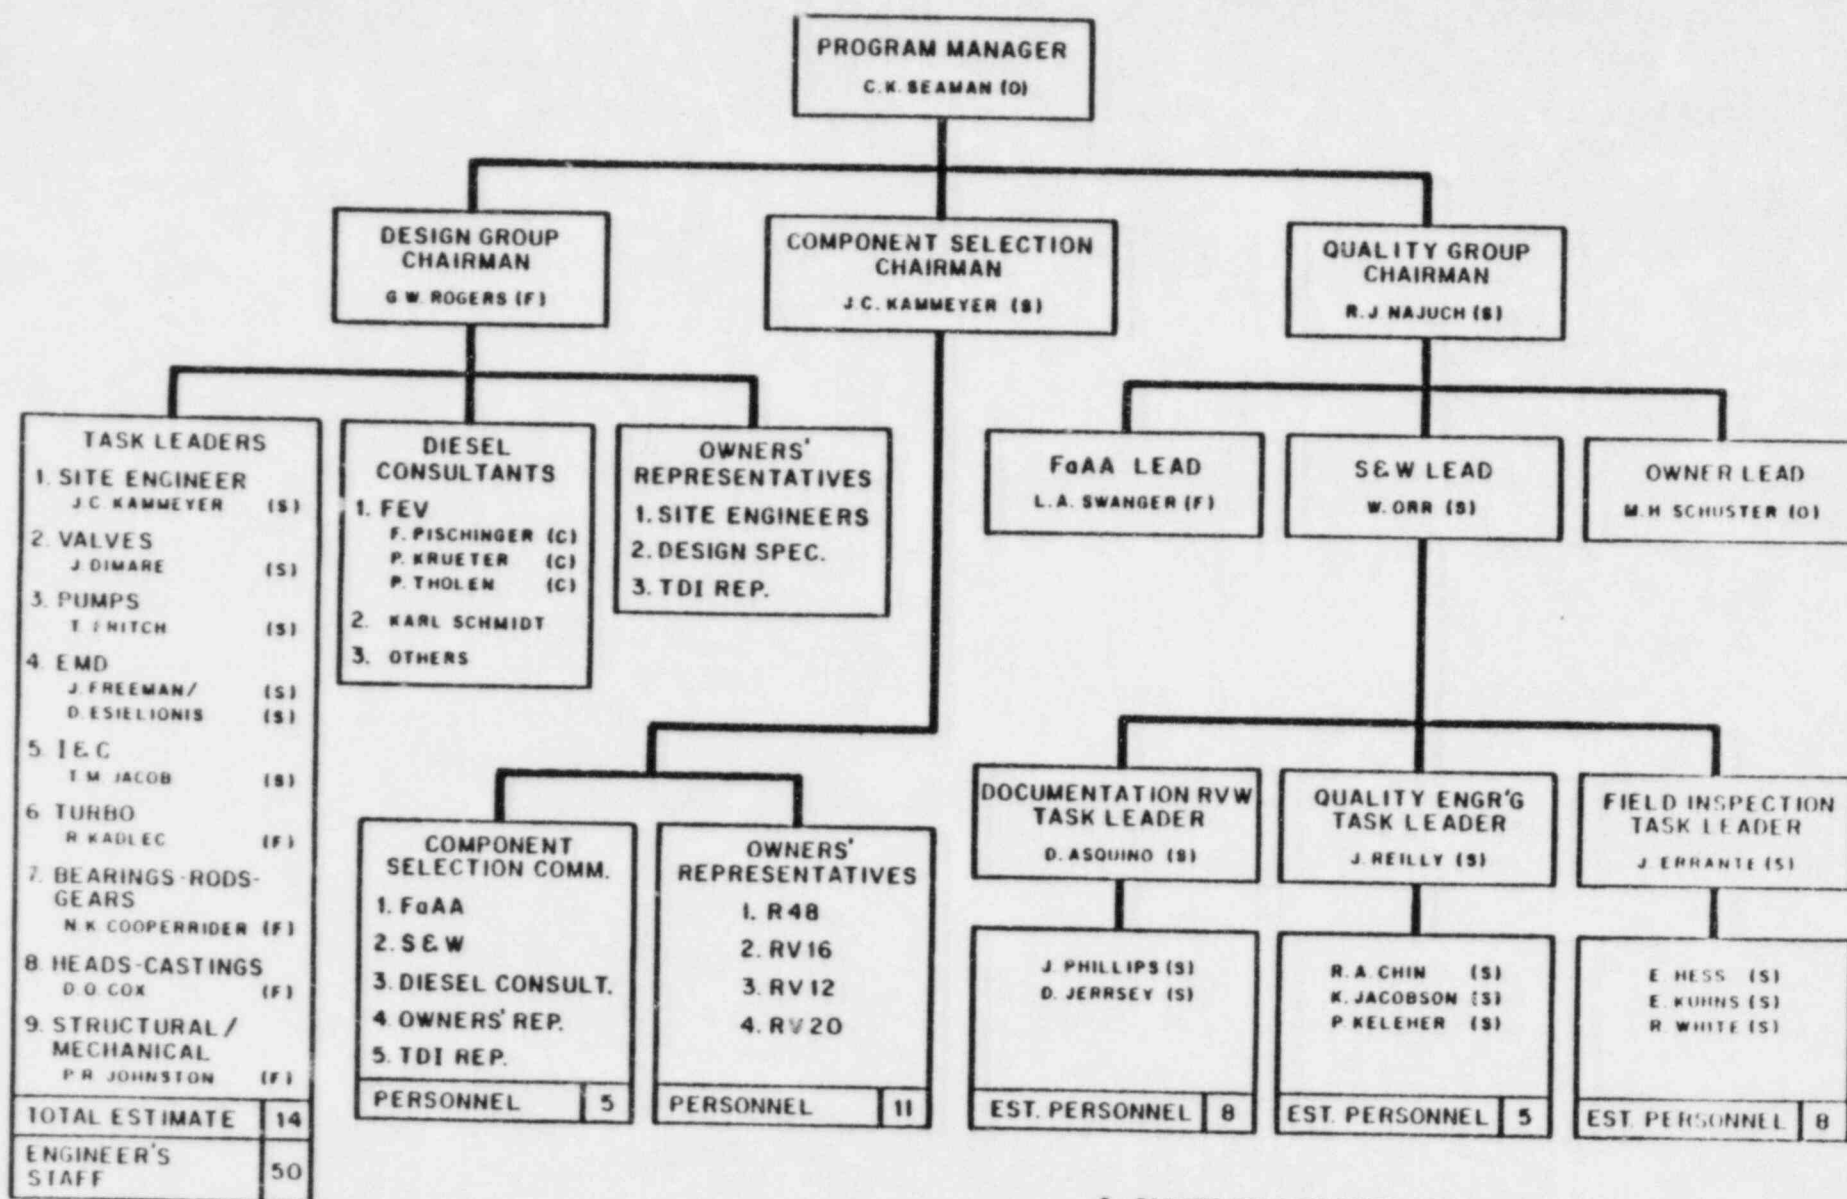 PROGRAM MANAGER
C.K. SEAMAN (O)
DESIGN GROUP
CHAIRMAN
G.W. ROGERS (F)
COMPONENT SELECTION
CHAIRMAN
J.C. KAMMEYER (S)
QUALITY GROUP
CHAIRMAN
R.J. NAJUCH (S)
TASK LEADERS
1. SITE ENGINEER
J.C. KAMMEYER (S)
2. VALVES
J. DIMARE (S)
3. PUMPS
(S)
4. EMD
J. FREEMAN/ (S)
D. ESIELIONIS (S)
5. I&C
T.M. JACOB (S)
6. TURBO
R. KADLEC (F)
7. BEARINGS-RODS-
GEARS
N.K. COOPERRIDER (F)
8. HEADS-CASTINGS
D.O. COX (F)
9. STRUCTURAL/
MECHANICAL
P.R. JOHNSTON (F)
TOTAL ESTIMATE 14
ENGINEER'S
STAFF 50
DIESEL
CONSULTANTS
1. FEV
F. PISCHINGER (C)
P. KRUETER (C)
P. THOLEN (C)
2. KARL SCHMIDT
3. OTHERS
OWNERS'
REPRESENTATIVES
1. SITE ENGINEERS
2. DESIGN SPEC.
3. TDI REP.
FaAA LEAD
L.A. SWANGER (F)
S&W LEAD
W. ORR (S)
OWNER LEAD
M.H. SCHUSTER (O)
COMPONENT
SELECTION COMM.
1. FaAA
2. S&W
3. DIESEL CONSULT.
4. OWNERS' REP.
5. TDI REP.
PERSONNEL 5
OWNERS'
REPRESENTATIVES
1. R48
2. RV16
3. RV12
4. RV20
PERSONNEL 11
DOCUMENTATION RVW
TASK LEADER
D. ASQUINO (S)
J. PHILLIPS (S)
D. JERRSEY (S)
EST. PERSONNEL 8
QUALITY ENGR'G
TASK LEADER
J. REILLY (S)
R.A. CHIN (S)
K. JACOBSON (S)
P. KELEHER (S)
EST. PERSONNEL 5
FIELD INSPECTION
TASK LEADER
J. ERRANTE (S)
E. HESS (S)
E. KUHNS (S)
R. WHITE (S)
EST. PERSONNEL 8